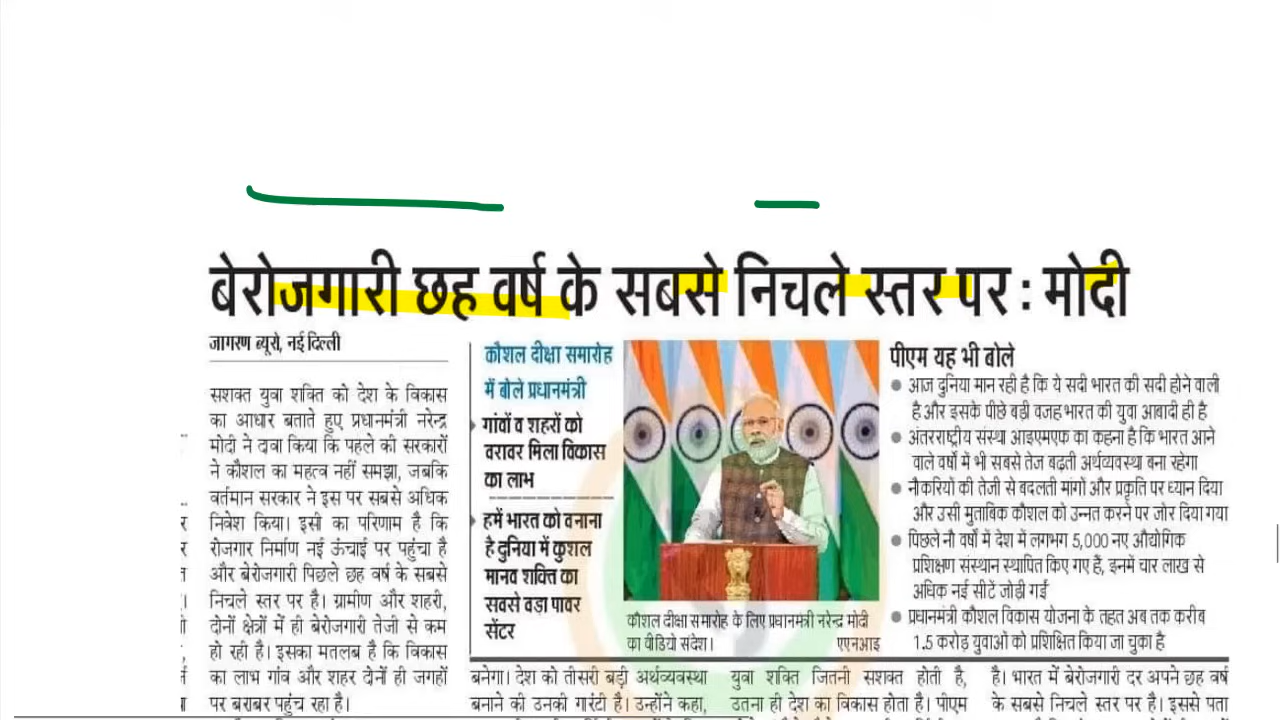 बेरोजगारी छह वर्ष के सबसे निचले स्तर पर : मोदी
जागरण ब्यूरो, नई दिल्ली
सशक्त युवा शक्ति को देश के विकास
का आधार बताते हुए प्रधानमंत्री नरेन्द्र
मोदी ने दावा किया कि पहले की सरकारों
ने कौशल का महत्व नहीं समझा, जबकि
वर्तमान सरकार ने इस पर सबसे अधिक
निवेश किया। इसी का परिणाम है कि
रोजगार निर्माण नई ऊंचाई पर पहुंचा है
और बेरोजगारी पिछले छह वर्ष के सबसे
निचले स्तर पर है। ग्रामीण और शहरी,
दोनों क्षेत्रों में ही बेरोजगारी तेजी से कम
हो रही है। इसका मतलब है कि विकास
का लाभ गांव और शहर दोनों ही जगहों
पर बराबर पहुंच रहा है।
कौशल दीक्षा समारोह
में बोले प्रधानमंत्री
गांवों व शहरों को
बराबर मिला विकास
का लाभ
हमें भारत को बनाना
है दुनिया में कुशल
मानव शक्ति का
सबसे बड़ा पावर
सेंटर
कौशल दीक्षा समारोह के लिए प्रधानमंत्री नरेन्द्र मोदी
का वीडियो संदेश। एएनआइ
पीएम यह भी बोले
● आज दुनिया मान रही है कि ये सदी भारत की सदी होने वाली
है और इसके पीछे बड़ी वजह भारत की युवा आबादी ही है
● अंतरराष्ट्रीय संस्था आइएमएफ का कहना है कि भारत आने
वाले वर्षों में भी सबसे तेज बढ़ती अर्थव्यवस्था बना रहेगा
● नौकरियों की तेजी से बदलती मांगों और प्रकृति पर ध्यान दिया
और उसी मुताबिक कौशल को उन्नत करने पर जोर दिया गया
● पिछले नौ वर्षों में देश में लगभग 5,000 नए औद्योगिक
प्रशिक्षण संस्थान स्थापित किए गए हैं, इनमें चार लाख से
अधिक नई सीटें जोड़ी गईं
● प्रधानमंत्री कौशल विकास योजना के तहत अब तक करीब
1.5 करोड़ युवाओं को प्रशिक्षित किया जा चुका है
बनेगा। देश को तीसरी बड़ी अर्थव्यवस्था
बनाने की उनकी गारंटी है। उन्होंने कहा,
युवा शक्ति जितनी सशक्त होती है,
उतना ही देश का विकास होता है। पीएम
है। भारत में बेरोजगारी दर अपने छह वर्ष
के सबसे निचले स्तर पर है। इससे पता